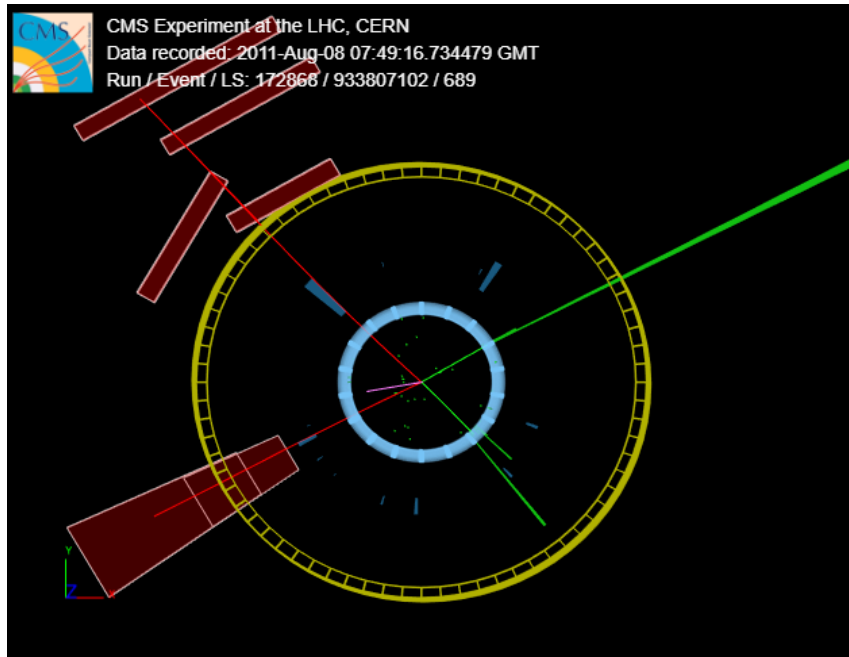 CMS
CMS Experiment at the LHC, CERN
Data recorded: 2011-Aug-08 07:49:16.734479 GMT
Run / Event / LS: 172868 / 933807102 / 689
Y
Z
X